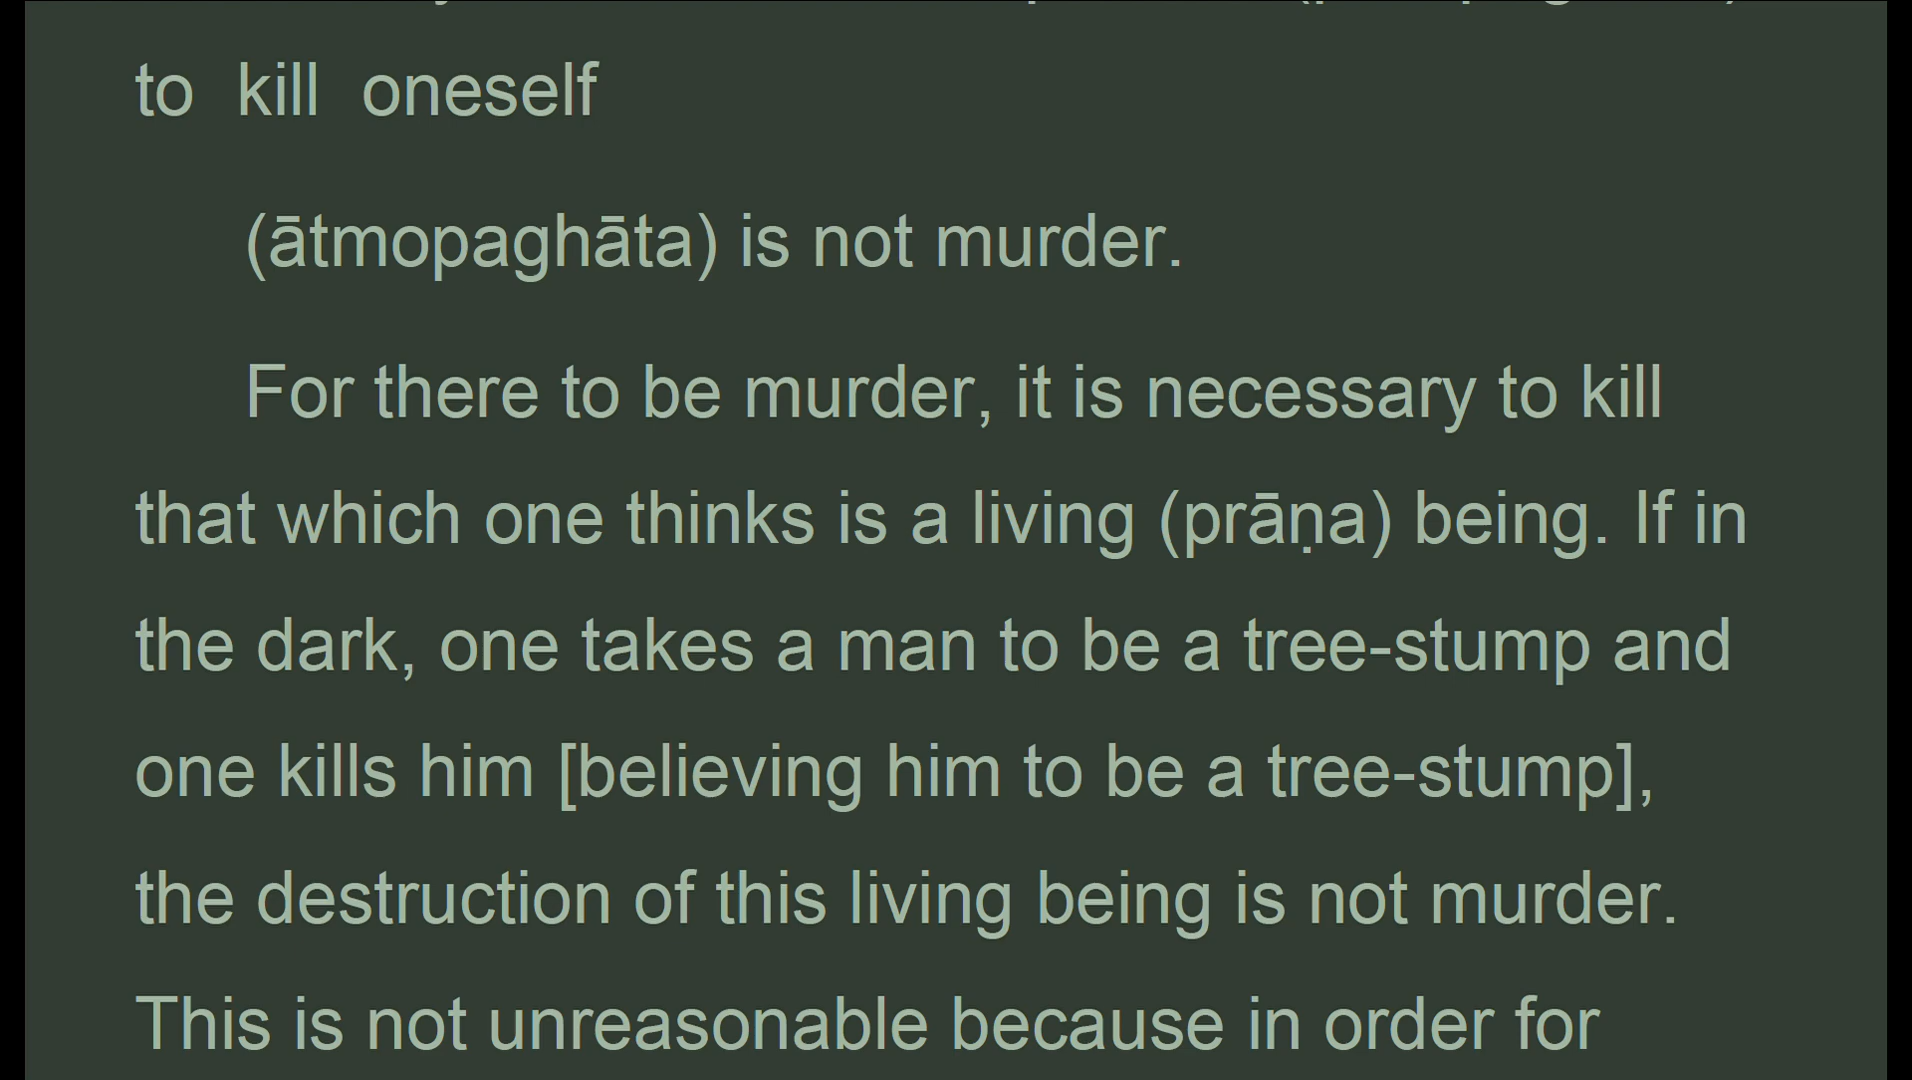 to kill oneself
(ātmopaghāta) is not murder.
For there to be murder, it is necessary to kill
that which one thinks is a living (prāṇa) being. If in
the dark, one takes a man to be a tree-stump and
one kills him [believing him to be a tree-stump],
the destruction of this living being is not murder.
This is not unreasonable because in order for